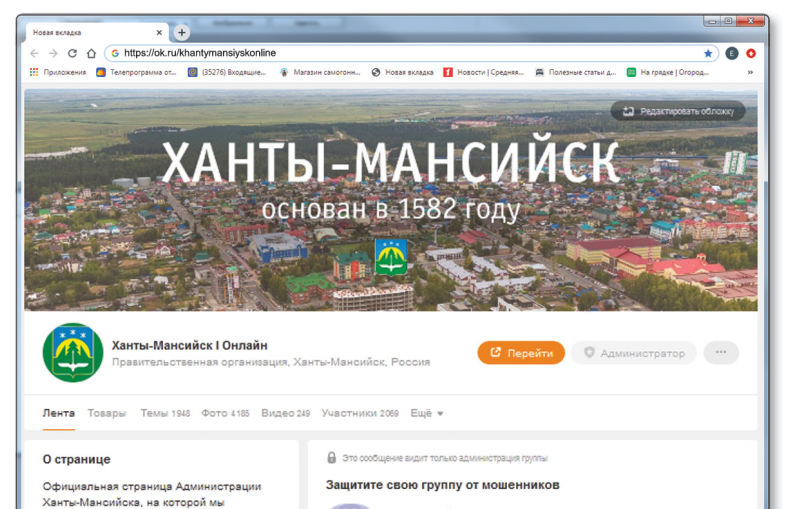 Новая вкладка
https://ok.ru/khantymansiyskonline
Приложения Телепрограмма от... (35276) Входящие... Магазин самогонн... Новая вкладка Новости | Средняя... Полезные статьи д... На грядке | Огород... »
Редактировать обложку
ХАНТЫ-МАНСИЙСК
основан в 1582 году
Ханты-Мансийск I Онлайн
Правительственная организация, Ханты-Мансийск, Россия
Перейти
Администратор
Лента Товары Темы 1948 Фото 4185 Видео 249 Участники 2069 Ещё
О странице
Официальная страница Администрации
Ханты-Мансийска, на которой мы
Это сообщение видит только администрация группы
Защитите свою группу от мошенников